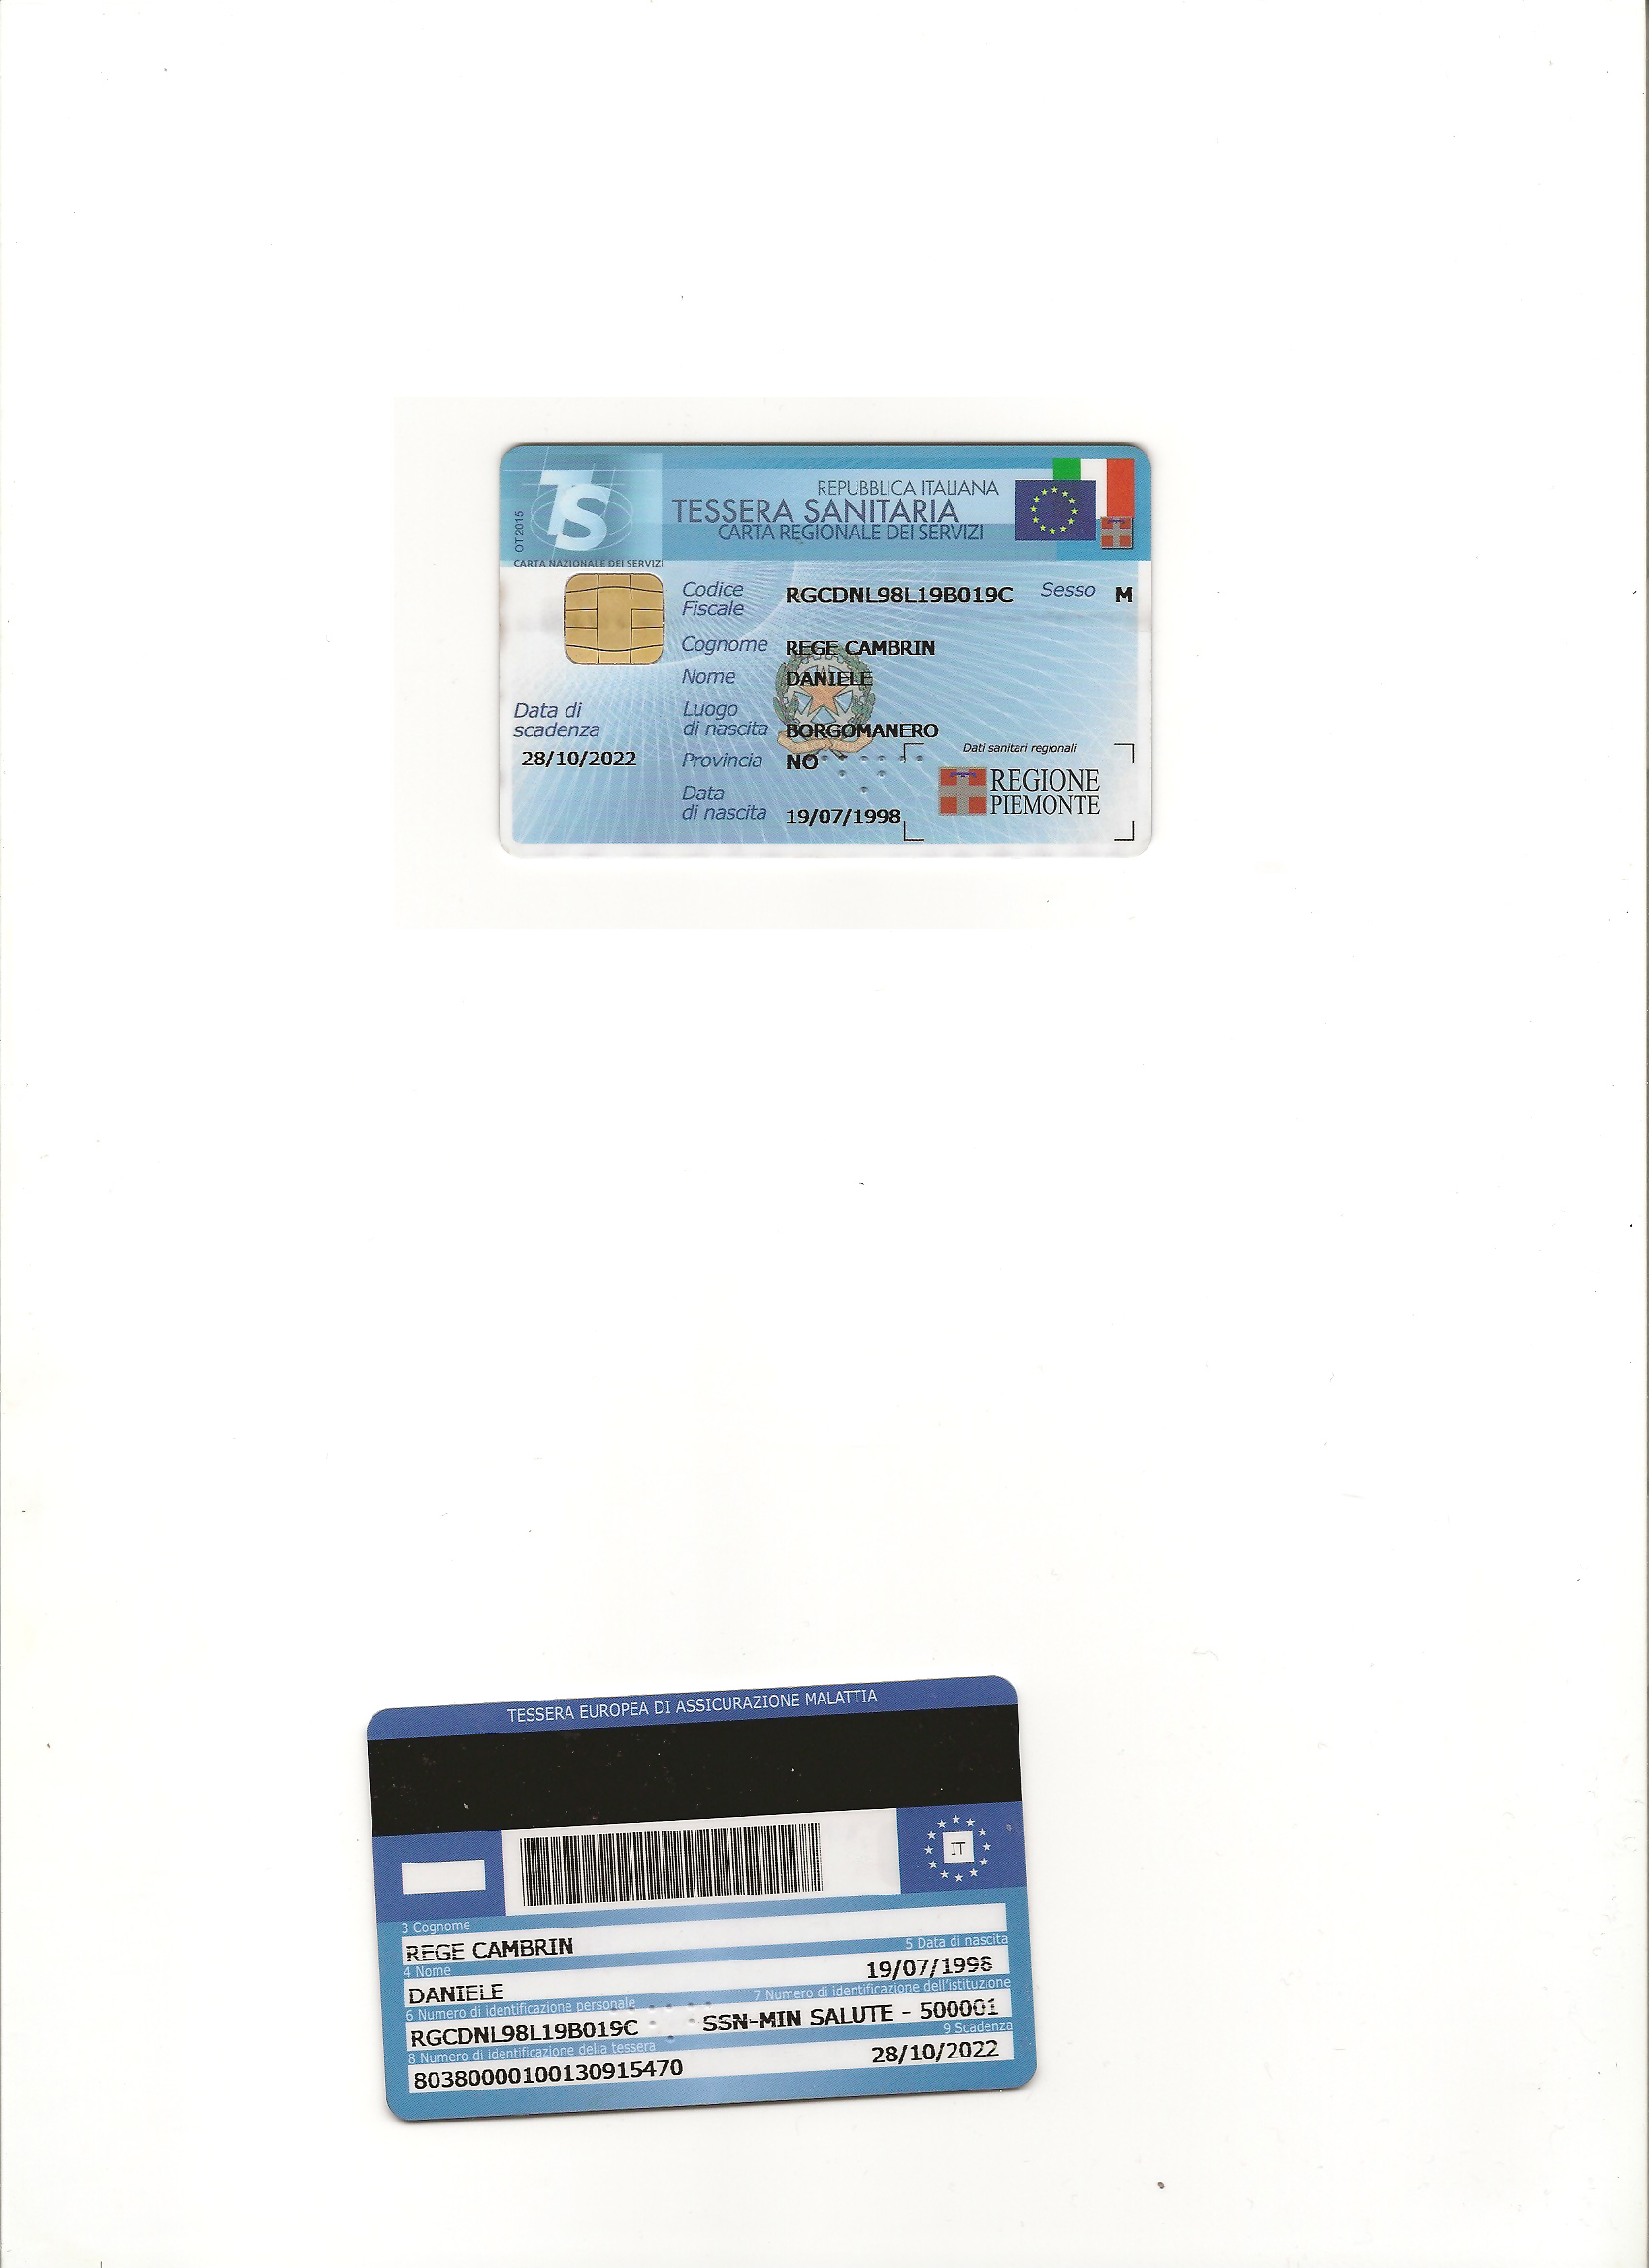 REPUBBLICA ITALIANA
TESSERA SANITARIA
CARTA REGIONALE DEI SERVIZI
TS
OT 2015
CARTA NAZIONALE DEI SERVIZI
Codice Fiscale RGCDNL98L19B019C Sesso M
Cognome REGE CAMBRIN
Nome DANIELE
Luogo di nascita BORGOMANERO
Data di scadenza
28/10/2022
Provincia NO
Data di nascita 19/07/1998
Dati sanitari regionali
REGIONE
PIEMONTE
TESSERA EUROPEA DI ASSICURAZIONE MALATTIA
IT
3 Cognome
REGE CAMBRIN
5 Data di nascita
4 Nome
19/07/1998
DANIELE
6 Numero di identificazione personale 7 Numero di identificazione dell'istituzione
RGCDNL98L19B019C SSN-MIN SALUTE - 500001
8 Numero di identificazione della tessera 9 Scadenza
80380000100130915470 28/10/2022